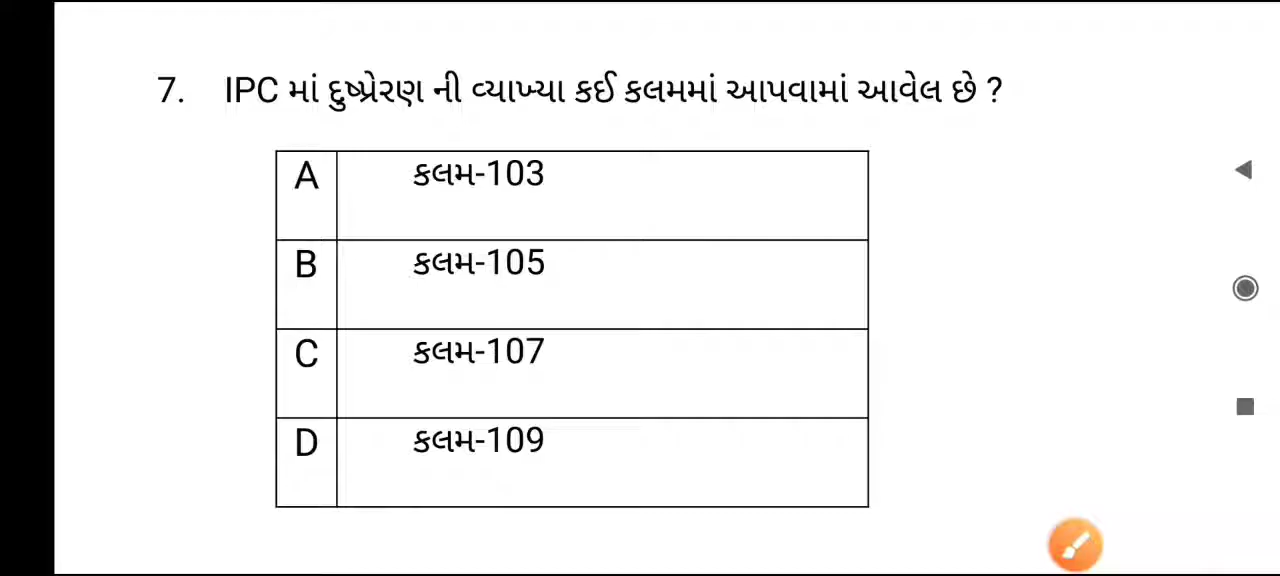 7. IPC માં દુષ્પ્રેરણ ની વ્યાખ્યા કઈ કલમમાં આપવામાં આવેલ છે ?
A કલમ-103
B કલમ-105
C કલમ-107
D કલમ-109